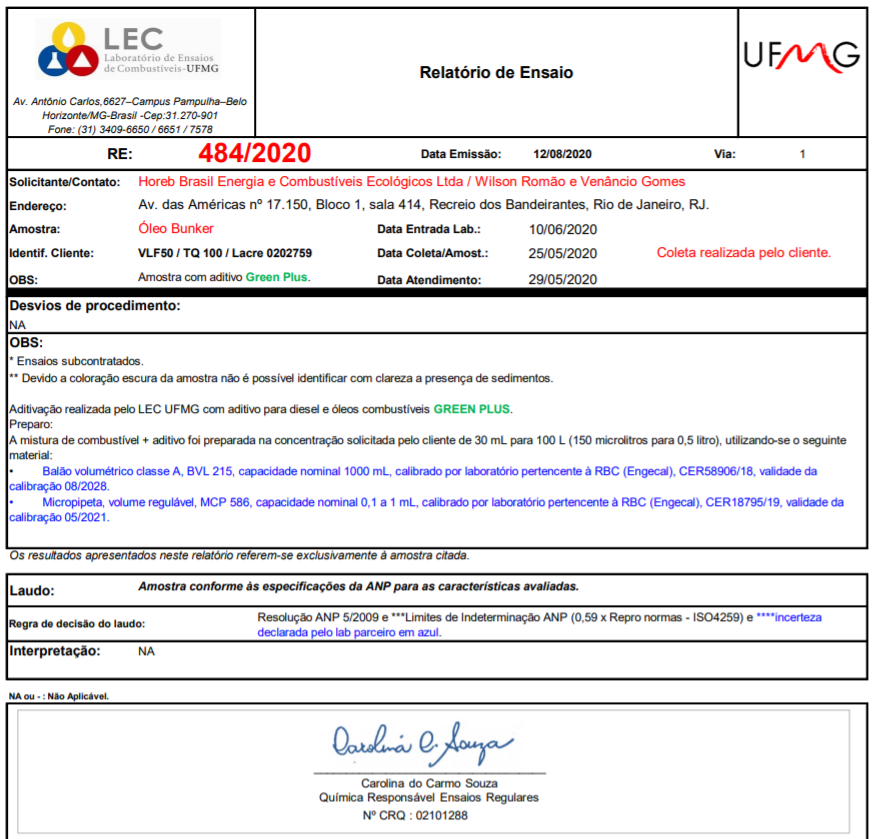 LEC
Laboratório de Ensaios
de Combustíveis-UFMG
Av. Antônio Carlos,6627–Campus Pampulha–Belo
Horizonte/MG-Brasil -Cep:31.270-901
Fone: (31) 3409-6650 / 6651 / 7578
Relatório de Ensaio
UFMG
RE: 484/2020 Data Emissão: 12/08/2020 Via: 1
Solicitante/Contato: Horeb Brasil Energia e Combustíveis Ecológicos Ltda / Wilson Romão e Venâncio Gomes
Endereço: Av. das Américas nº 17.150, Bloco 1, sala 414, Recreio dos Bandeirantes, Rio de Janeiro, RJ.
Amostra: Óleo Bunker Data Entrada Lab.: 10/06/2020
Identif. Cliente: VLF50 / TQ 100 / Lacre 0202759 Data Coleta/Amost.: 25/05/2020 Coleta realizada pelo cliente.
OBS: Amostra com aditivo Green Plus. Data Atendimento: 29/05/2020
Desvios de procedimento:
NA
OBS:
* Ensaios subcontratados.
** Devido a coloração escura da amostra não é possível identificar com clareza a presença de sedimentos.
Aditivação realizada pelo LEC UFMG com aditivo para diesel e óleos combustíveis GREEN PLUS.
Preparo:
A mistura de combustível + aditivo foi preparada na concentração solicitada pelo cliente de 30 mL para 100 L (150 microlitros para 0,5 litro), utilizando-se o seguinte
material:
• Balão volumétrico classe A, BVL 215, capacidade nominal 1000 mL, calibrado por laboratório pertencente à RBC (Engecal), CER58906/18, validade da
calibração 08/2028.
• Micropipeta, volume regulável, MCP 586, capacidade nominal 0,1 a 1 mL, calibrado por laboratório pertencente à RBC (Engecal), CER18795/19, validade da
calibração 05/2021.
Os resultados apresentados neste relatório referem-se exclusivamente à amostra citada.
Laudo: Amostra conforme às especificações da ANP para as características avaliadas.
Regra de decisão do laudo: Resolução ANP 5/2009 e ***Limites de Indeterminação ANP (0,59 x Repro normas - ISO4259) e ****incerteza
declarada pelo lab parceiro em azul.
Interpretação: NA
NA ou - : Não Aplicável.
Carolina C. Souza
Carolina do Carmo Souza
Química Responsável Ensaios Regulares
Nº CRQ : 02101288